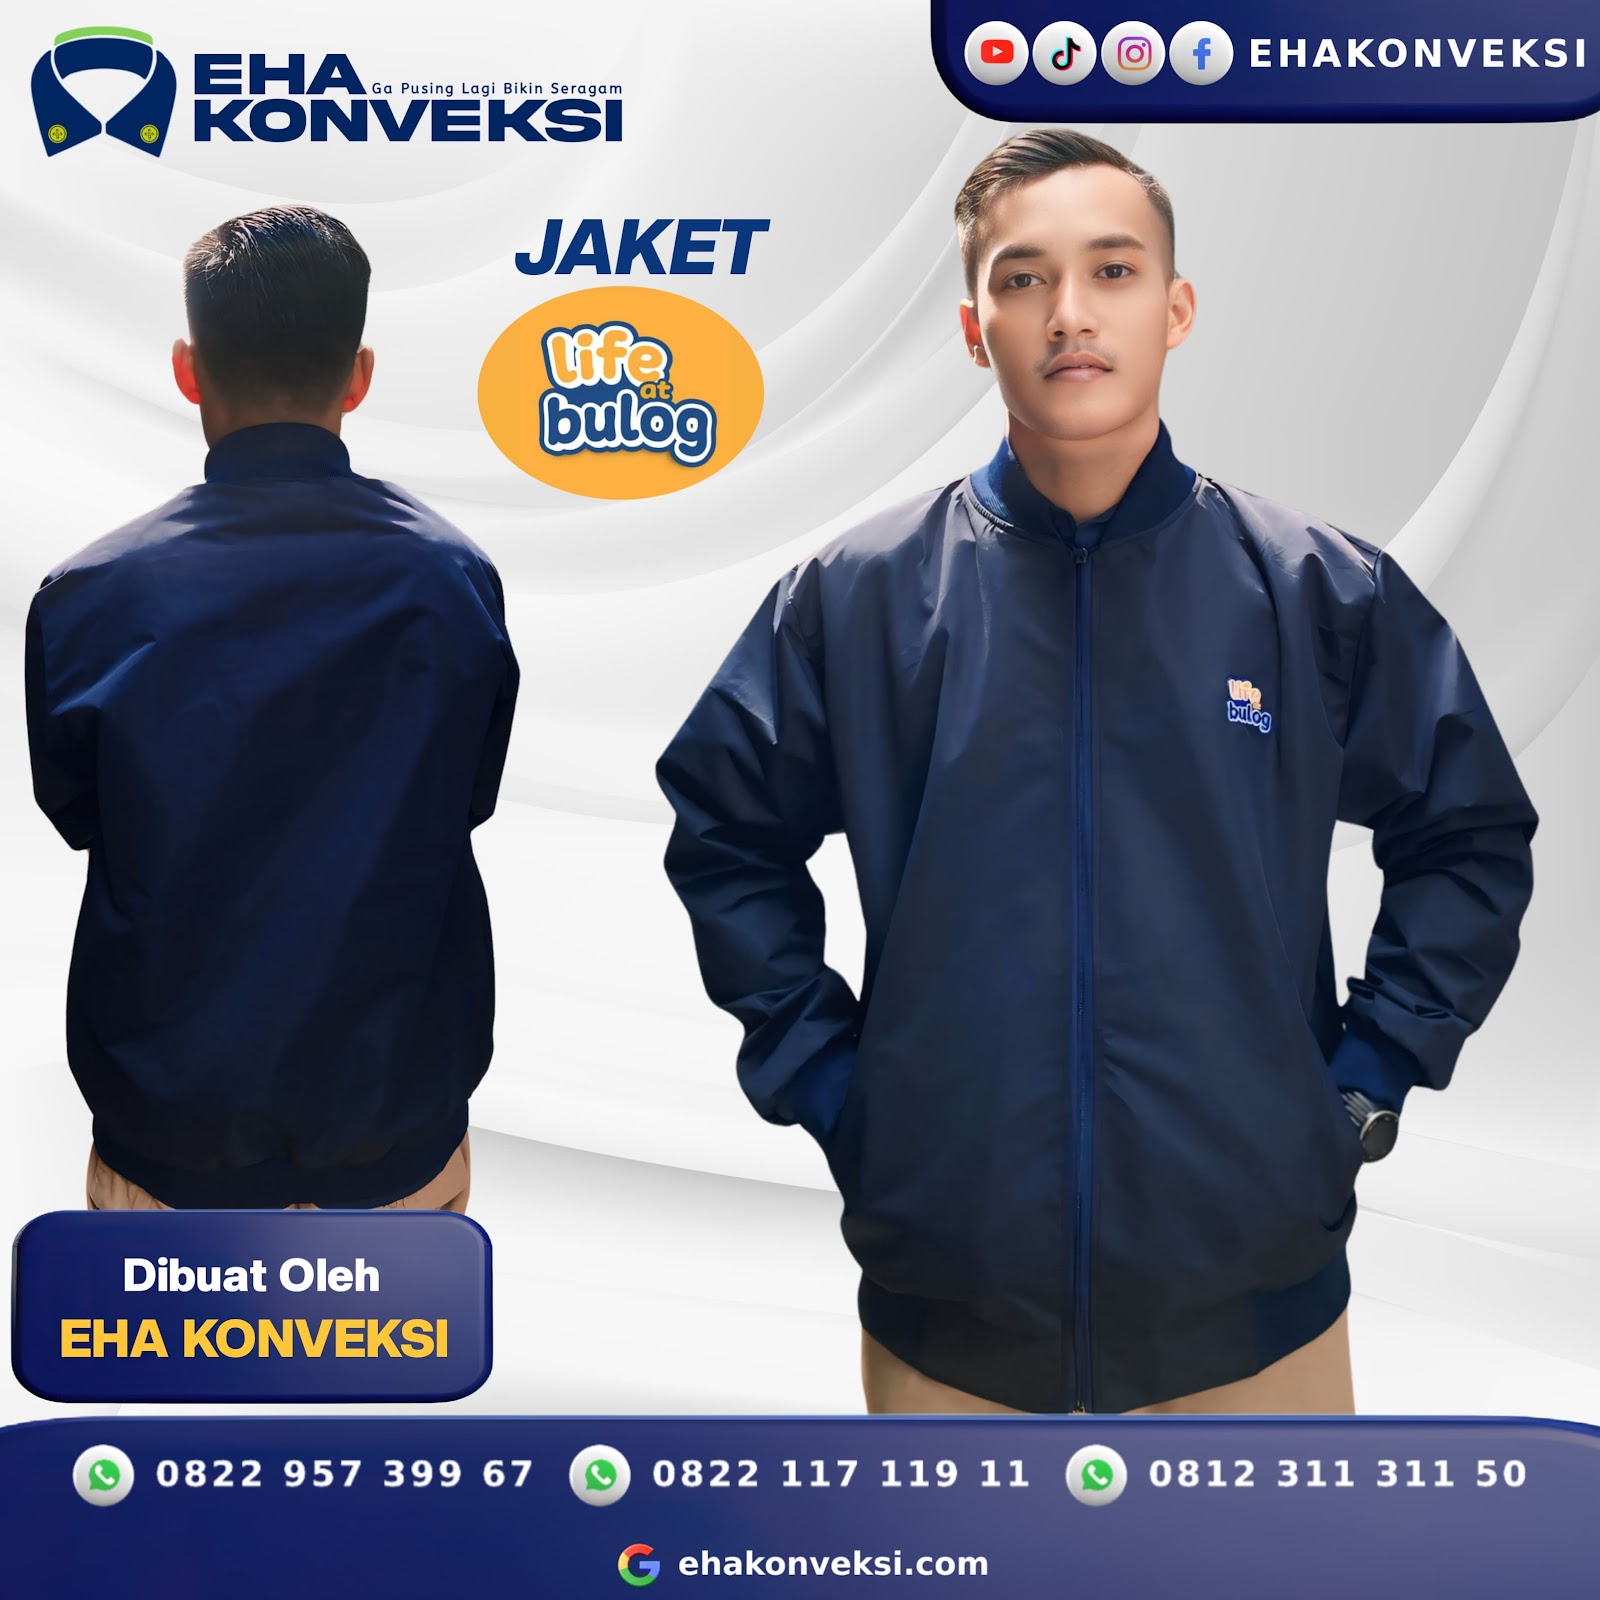 EHA
Ga Pusing Lagi Bikin Seragam
KONVEKSI
EHAKONVEKSI
JAKET
life
at
bulog
life
at
bulog
Dibuat Oleh
EHA KONVEKSI
0822 957 399 67
0822 117 119 11
0812 311 311 50
ehakonveksi.com